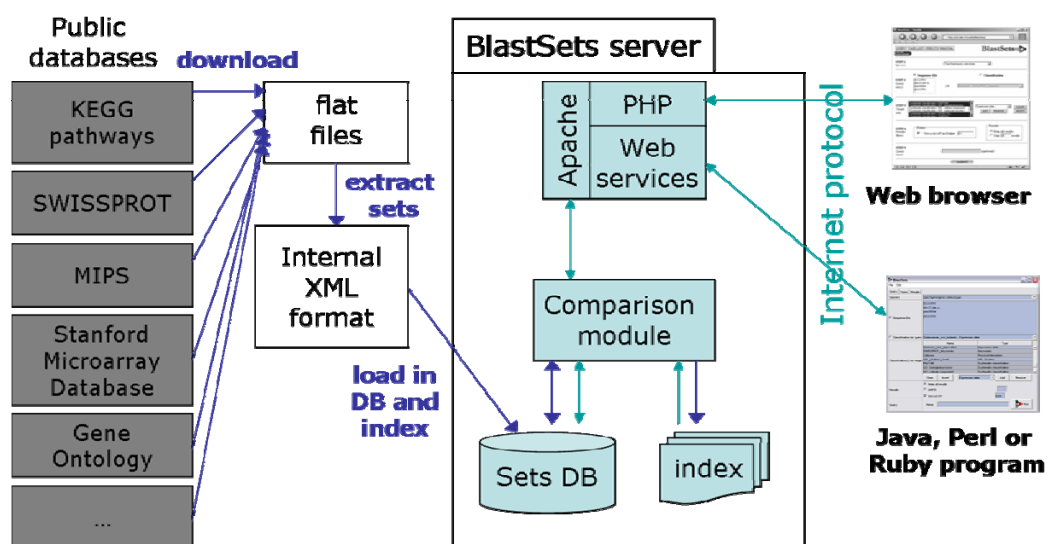 Public
databases
download
KEGG
pathways
SWISSPROT
MIPS
Stanford
Microarray
Database
Gene
Ontology
...
flat
files
extract
sets
Internal
XML
format
load in
DB and
index
BlastSets server
Apache
PHP
Web
services
Comparison
module
Sets DB
index
Internet protocol
BlastSets
Web browser
Java, Perl or
Ruby program